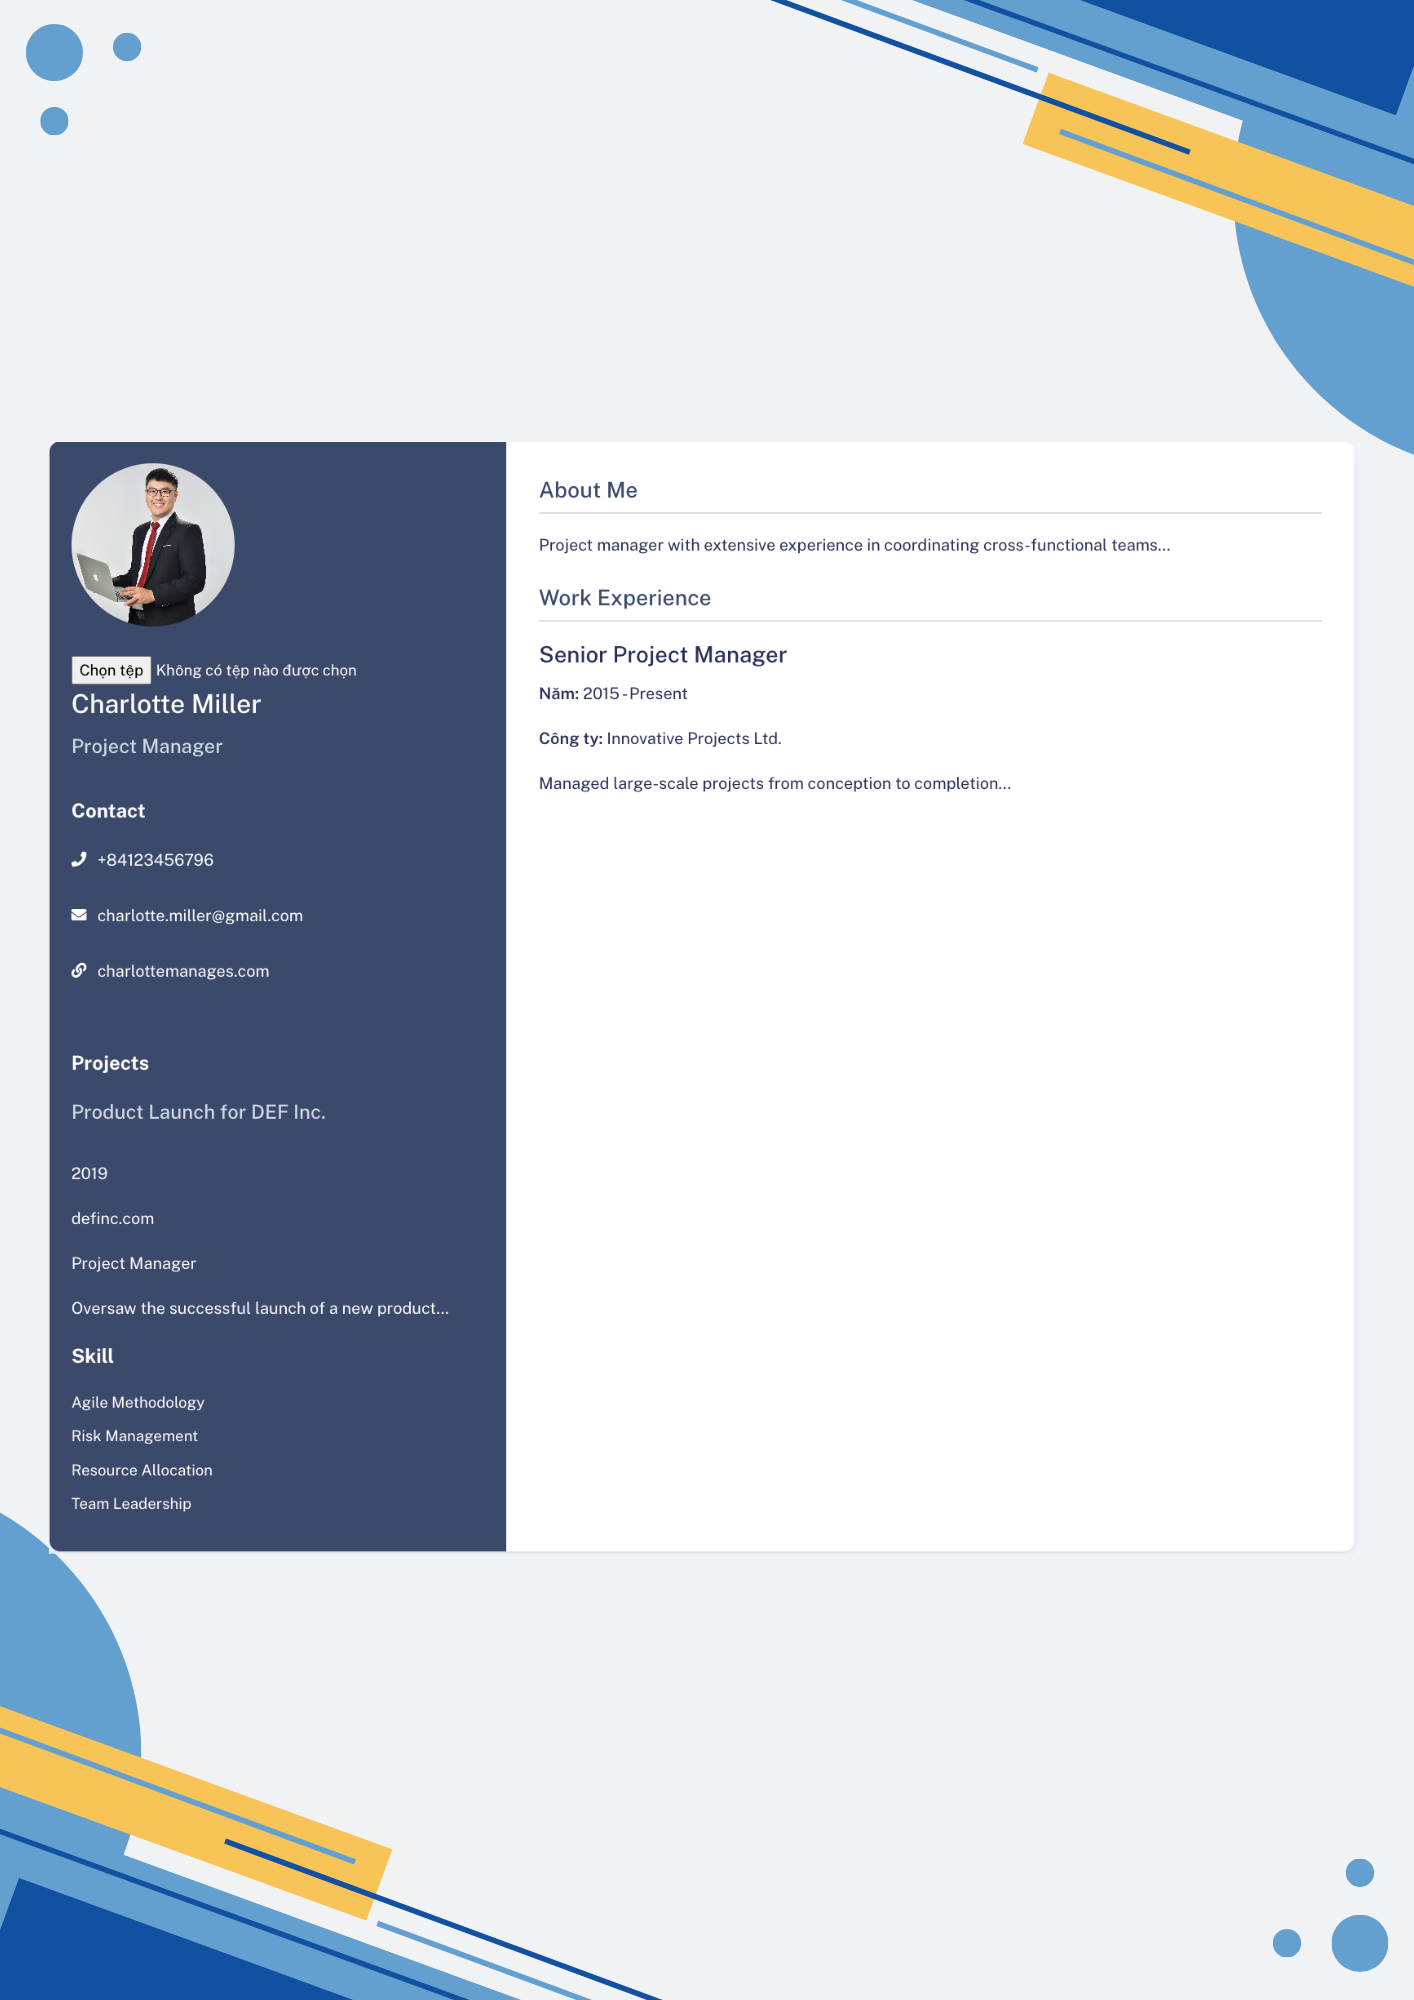 Chọn tệp Không có tệp nào được chọn
Charlotte Miller
Project Manager
Contact
+84123456796
charlotte.miller@gmail.com
charlottemanages.com
Projects
Product Launch for DEF Inc.
2019
definc.com
Project Manager
Oversaw the successful launch of a new product...
Skill
Agile Methodology
Risk Management
Resource Allocation
Team Leadership
About Me
Project manager with extensive experience in coordinating cross-functional teams...
Work Experience
Senior Project Manager
Năm: 2015 - Present
Công ty: Innovative Projects Ltd.
Managed large-scale projects from conception to completion...